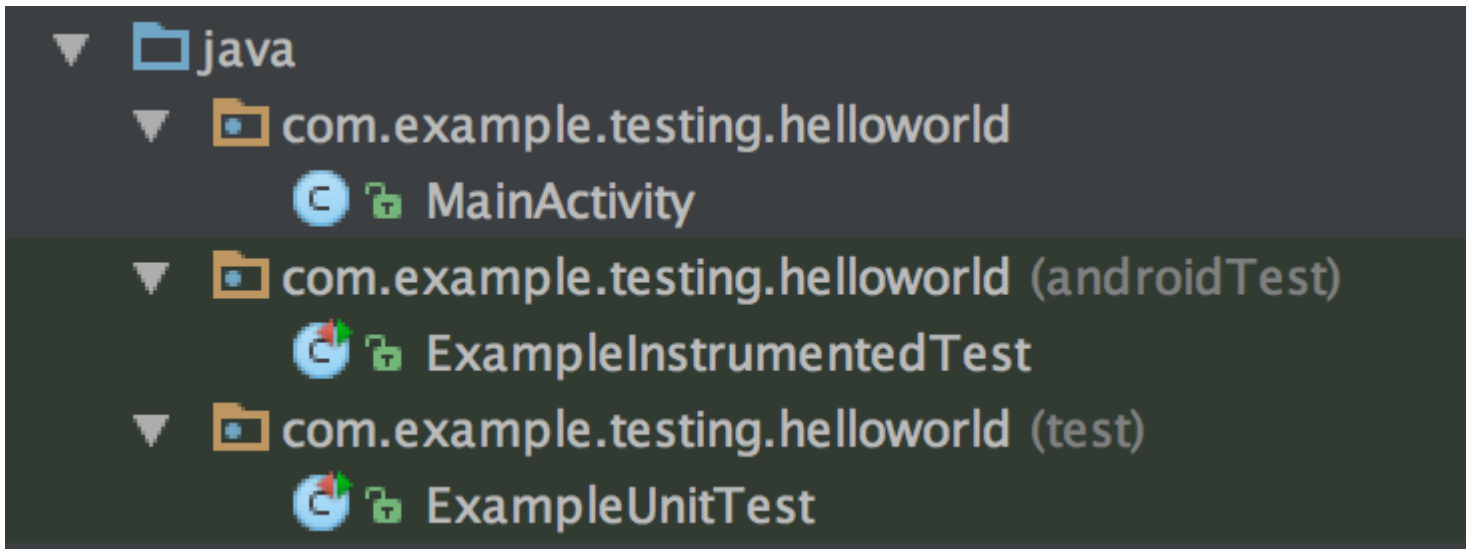 java
com.example.testing.helloworld
MainActivity
com.example.testing.helloworld (androidTest)
ExampleInstrumentedTest
com.example.testing.helloworld (test)
ExampleUnitTest